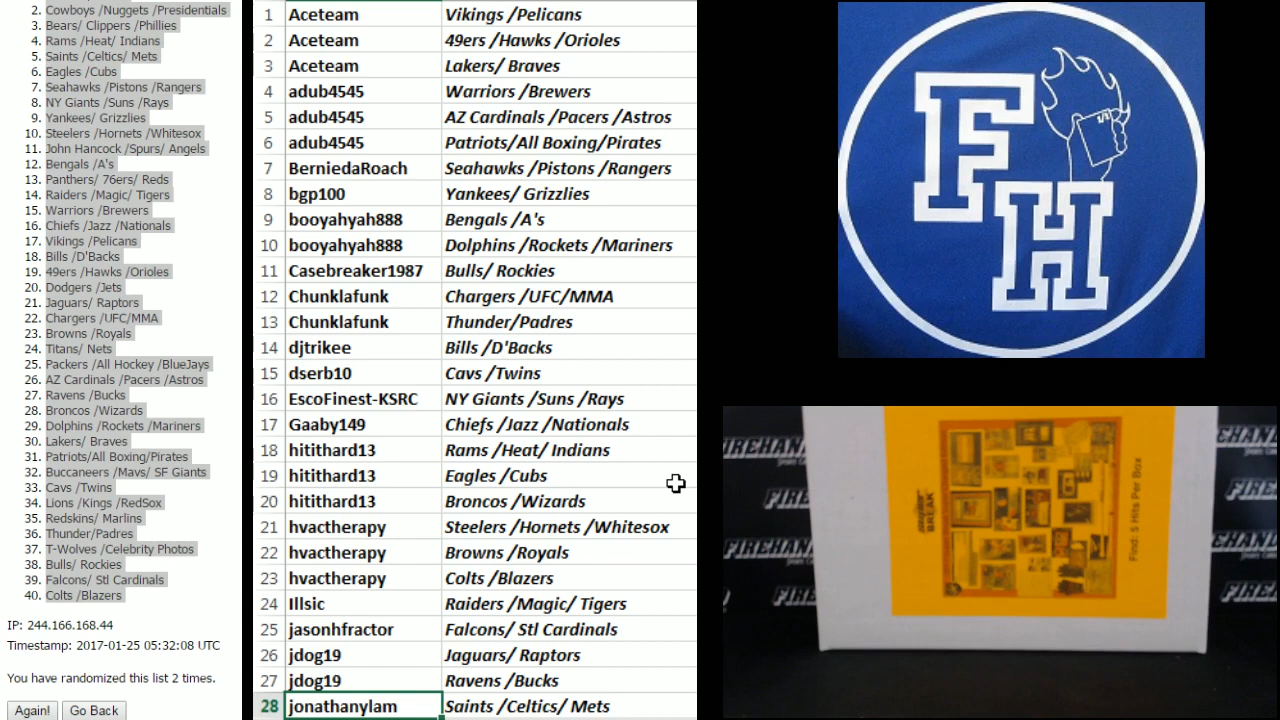 2. Cowboys /Nuggets /Presidentials
3. Bears/ Clippers /Phillies
4. Rams /Heat/ Indians
5. Saints /Celtics/ Mets
6. Eagles /Cubs
7. Seahawks /Pistons /Rangers
8. NY Giants /Suns /Rays
9. Yankees/ Grizzlies
10. Steelers /Hornets /Whitesox
11. John Hancock /Spurs/ Angels
12. Bengals /A's
13. Panthers/ 76ers/ Reds
14. Raiders /Magic/ Tigers
15. Warriors /Brewers
16. Chiefs /Jazz /Nationals
17. Vikings /Pelicans
18. Bills /D'Backs
19. 49ers /Hawks /Orioles
20. Dodgers /Jets
21. Jaguars/ Raptors
22. Chargers /UFC/MMA
23. Browns /Royals
24. Titans/ Nets
25. Packers /All Hockey /BlueJays
26. AZ Cardinals /Pacers /Astros
27. Ravens /Bucks
28. Broncos /Wizards
29. Dolphins /Rockets /Mariners
30. Lakers/ Braves
31. Patriots/All Boxing/Pirates
32. Buccaneers /Mavs/ SF Giants
33. Cavs /Twins
34. Lions /Kings /RedSox
35. Redskins/ Marlins
36. Thunder/Padres
37. T-Wolves /Celebrity Photos
38. Bulls/ Rockies
39. Falcons/ Stl Cardinals
40. Colts /Blazers
IP: 244.166.168.44
Timestamp: 2017-01-25 05:32:08 UTC
You have randomized this list 2 times.
Again! Go Back
1 Aceteam Vikings /Pelicans
2 Aceteam 49ers /Hawks /Orioles
3 Aceteam Lakers/ Braves
4 adub4545 Warriors /Brewers
5 adub4545 AZ Cardinals /Pacers /Astros
6 adub4545 Patriots/All Boxing/Pirates
7 BerniedaRoach Seahawks /Pistons /Rangers
8 bgp100 Yankees/ Grizzlies
9 booyahyah888 Bengals /A's
10 booyahyah888 Dolphins /Rockets /Mariners
11 Casebreaker1987 Bulls/ Rockies
12 Chunklafunk Chargers /UFC/MMA
13 Chunklafunk Thunder/Padres
14 djtrikee Bills /D'Backs
15 dserb10 Cavs /Twins
16 EscoFinest-KSRC NY Giants /Suns /Rays
17 Gaaby149 Chiefs /Jazz /Nationals
18 hitithard13 Rams /Heat/ Indians
19 hitithard13 Eagles /Cubs
20 hitithard13 Broncos /Wizards
21 hvactherapy Steelers /Hornets /Whitesox
22 hvactherapy Browns /Royals
23 hvactherapy Colts /Blazers
24 Illsic Raiders /Magic/ Tigers
25 jasonhfractor Falcons/ Stl Cardinals
26 jdog19 Jaguars/ Raptors
27 jdog19 Ravens /Bucks
28 jonathanylam Saints /Celtics/ Mets
FH
1/1
BREAK
Find: 5 Hits Per Box
FIREHAND
FIREHAND
FIREHAND
FIREHAND